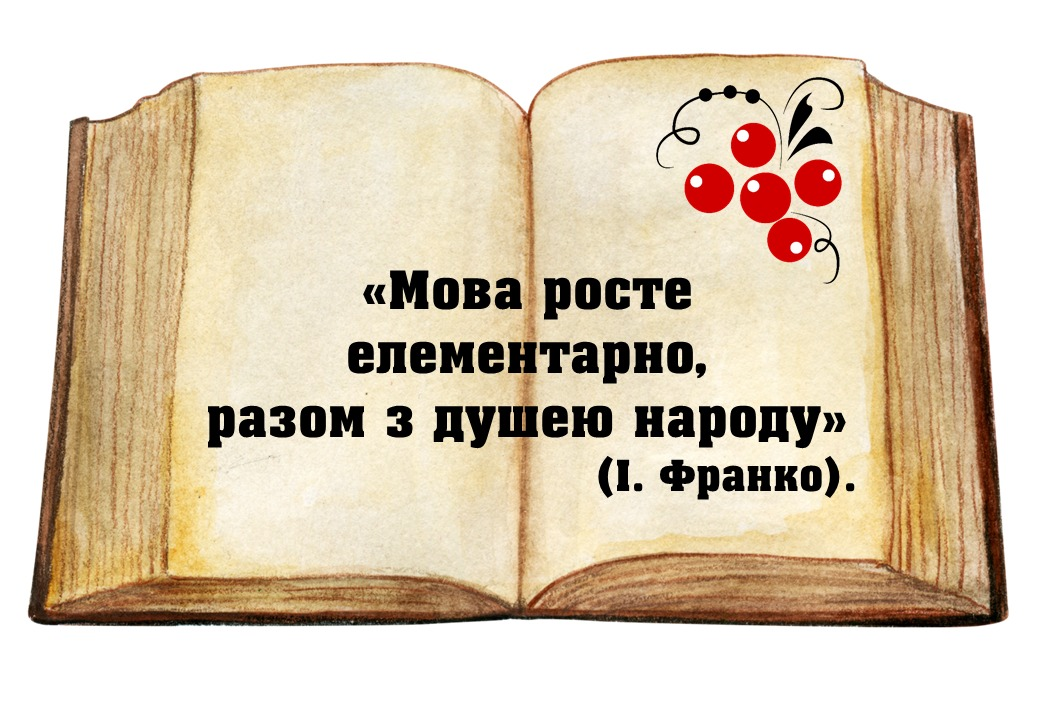 «Мова росте
елементарно,
разом з душею народу»
(І. Франко).